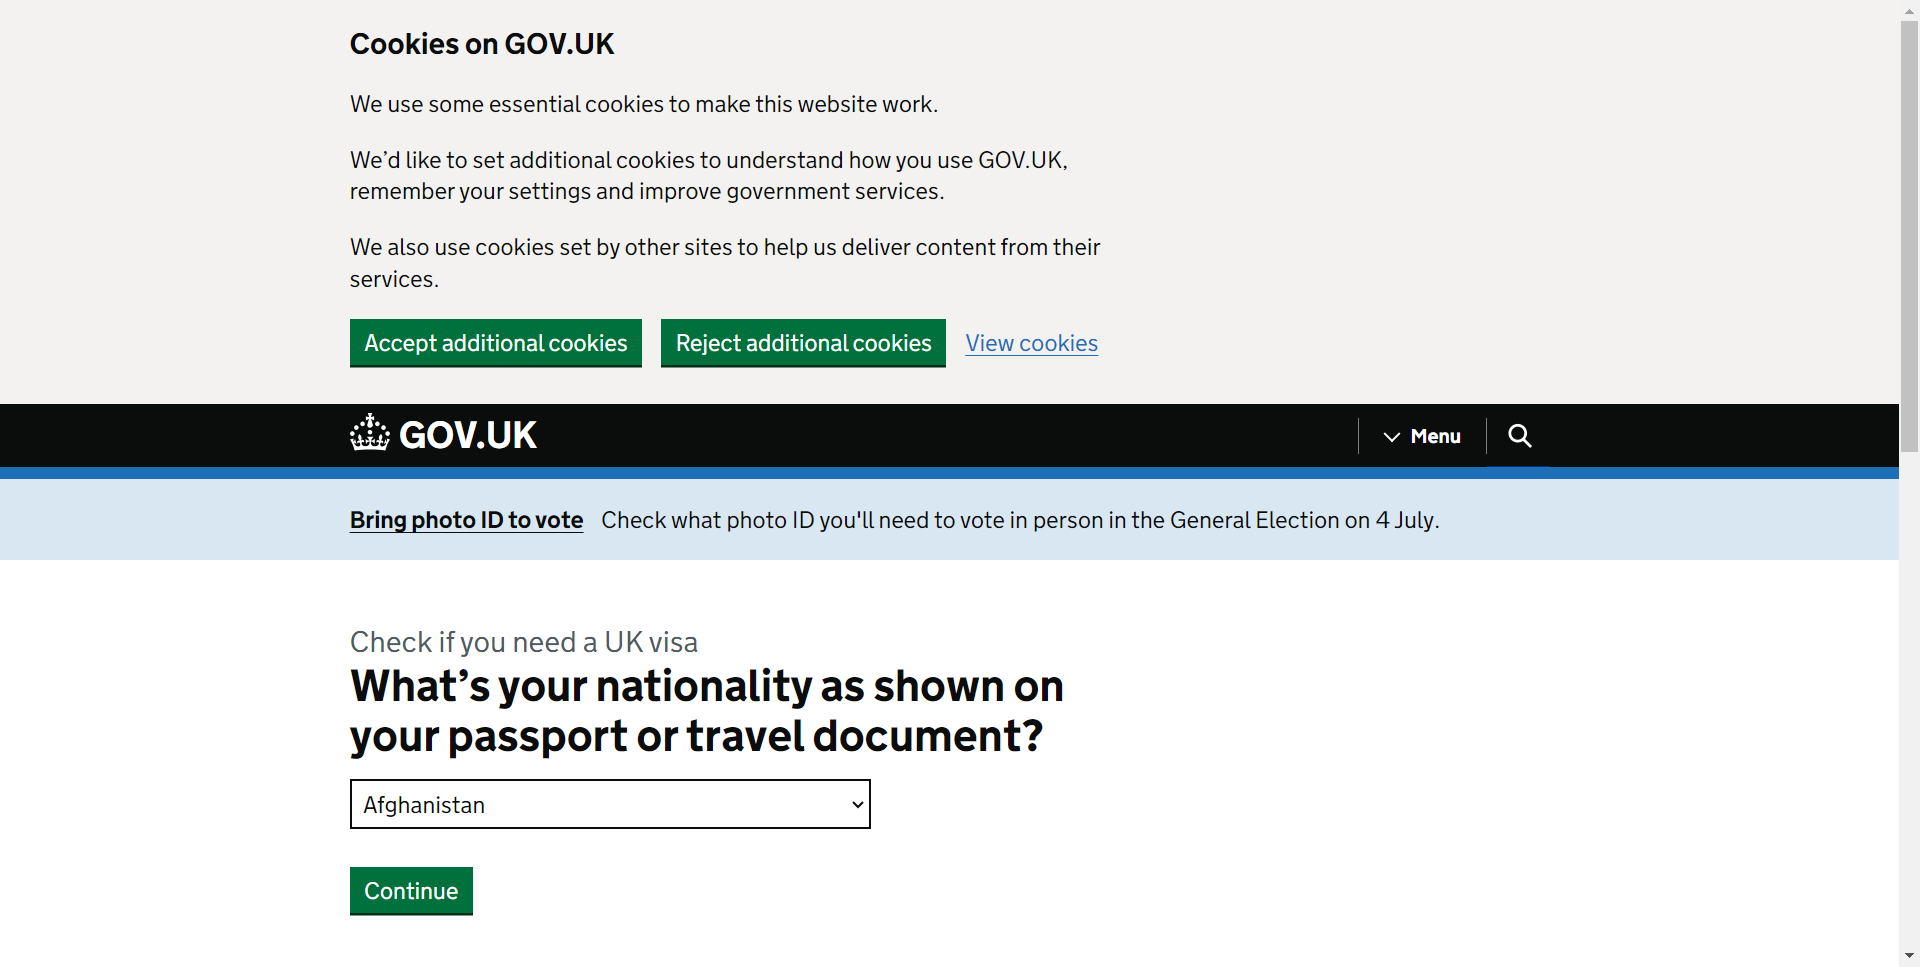 Cookies on GOV.UK
We use some essential cookies to make this website work.
We’d like to set additional cookies to understand how you use GOV.UK,
remember your settings and improve government services.
We also use cookies set by other sites to help us deliver content from their
services.
Accept additional cookies Reject additional cookies View cookies
GOV.UK Menu
Bring photo ID to vote Check what photo ID you'll need to vote in person in the General Election on 4 July.
Check if you need a UK visa
What’s your nationality as shown on
your passport or travel document?
Afghanistan
Continue